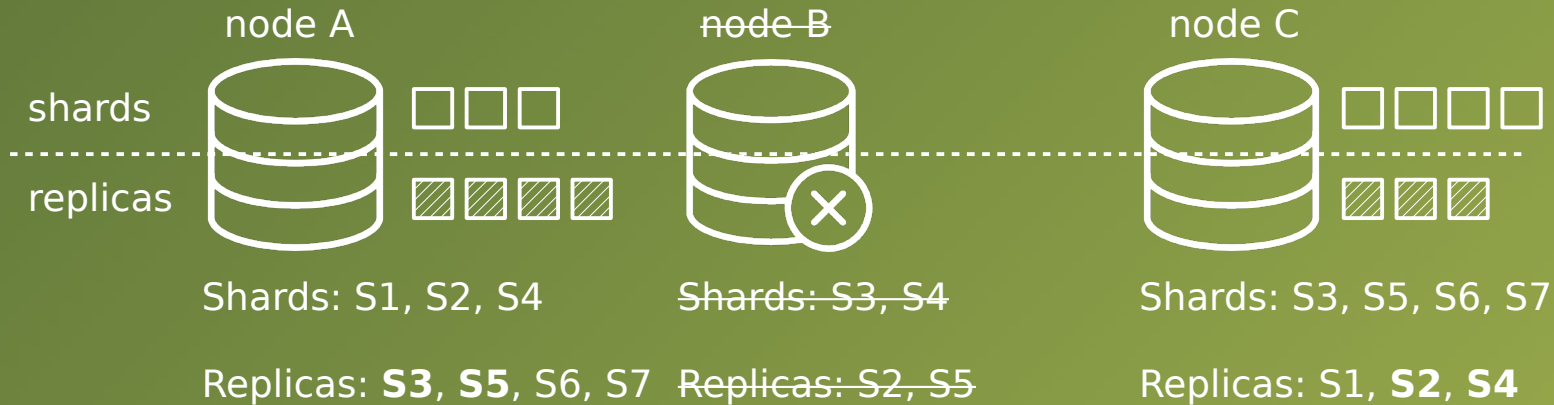 node A
node B
node C
shards
replicas
Shards: S1, S2, S4
Shards: S3, S4
Shards: S3, S5, S6, S7
Replicas: S3, S5, S6, S7
Replicas: S2, S5
Replicas: S1, S2, S4